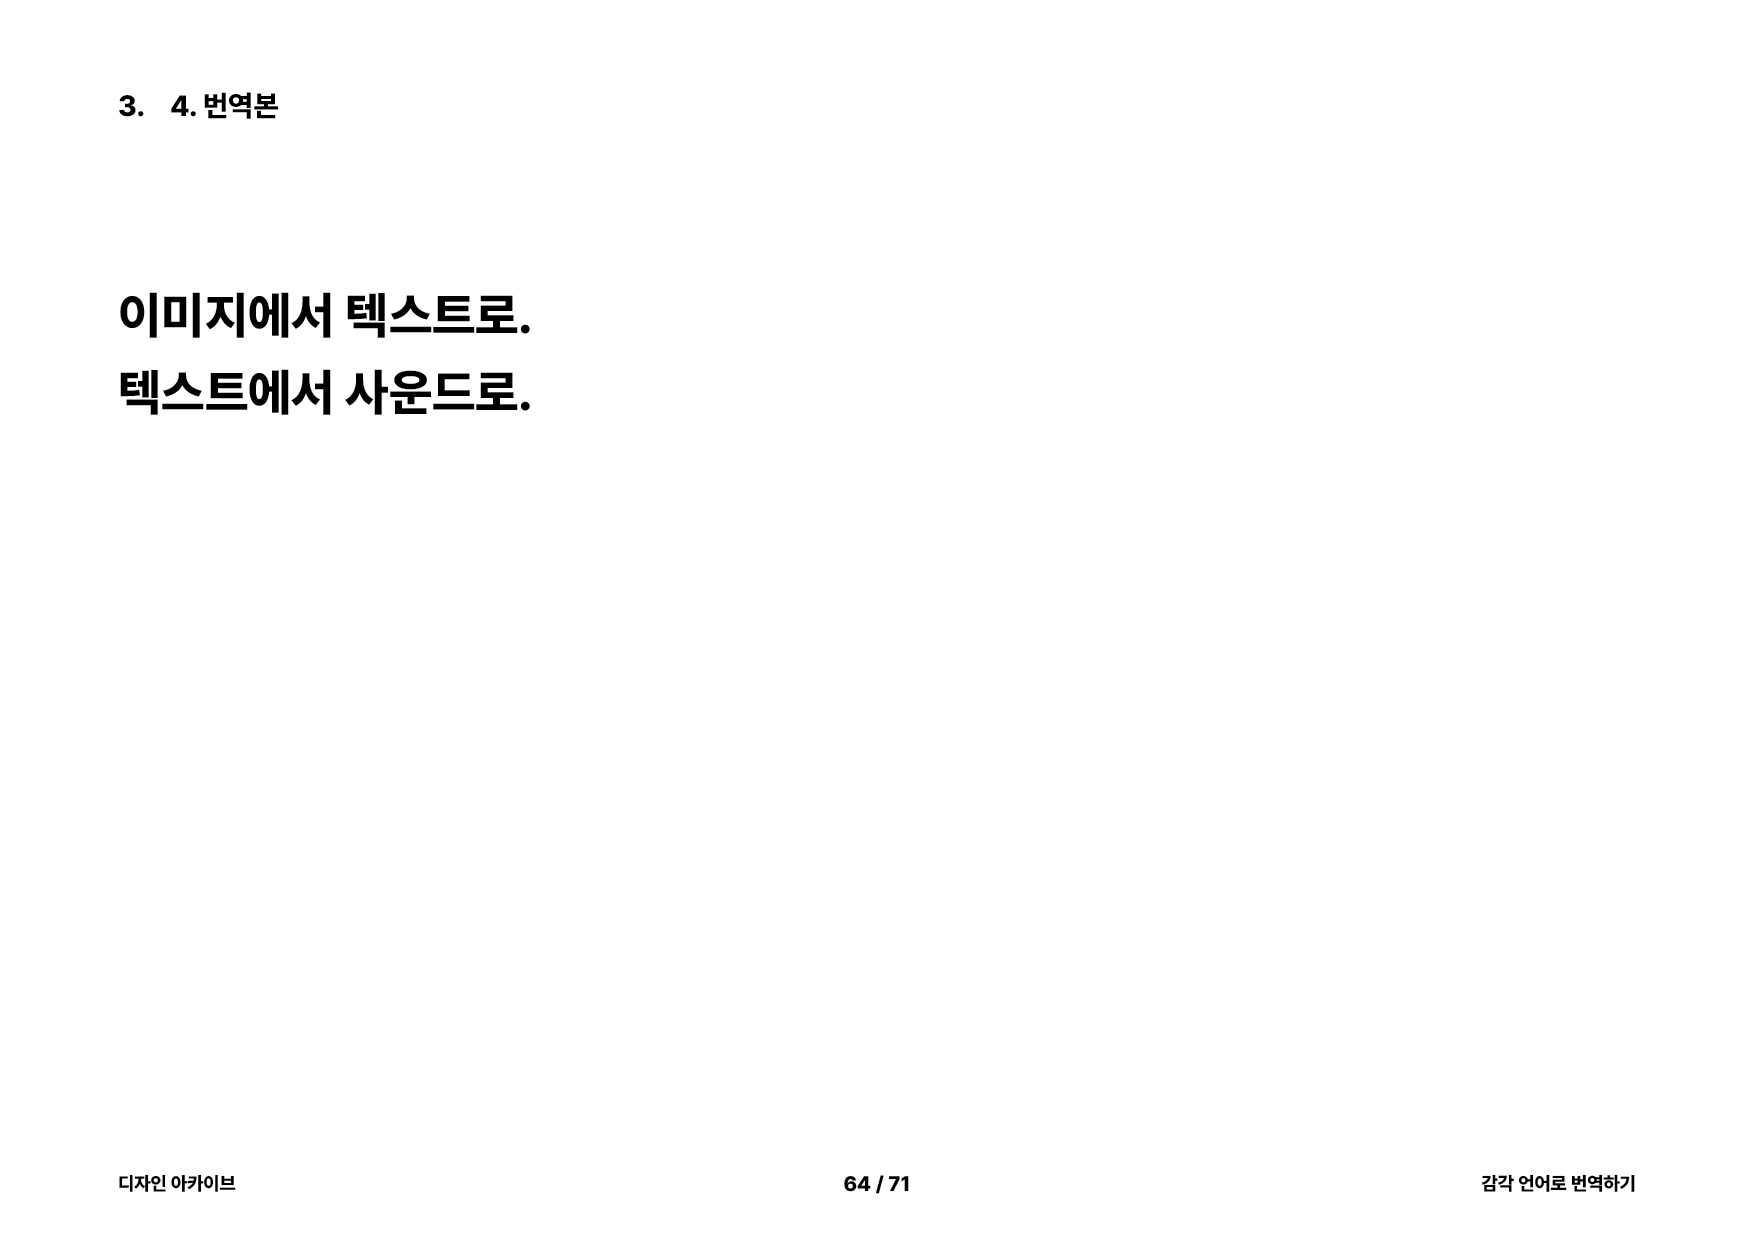 3. 4. 번역본
이미지에서 텍스트로.
텍스트에서 사운드로.
디자인 아카이브
64 / 71
감각 언어로 번역하기